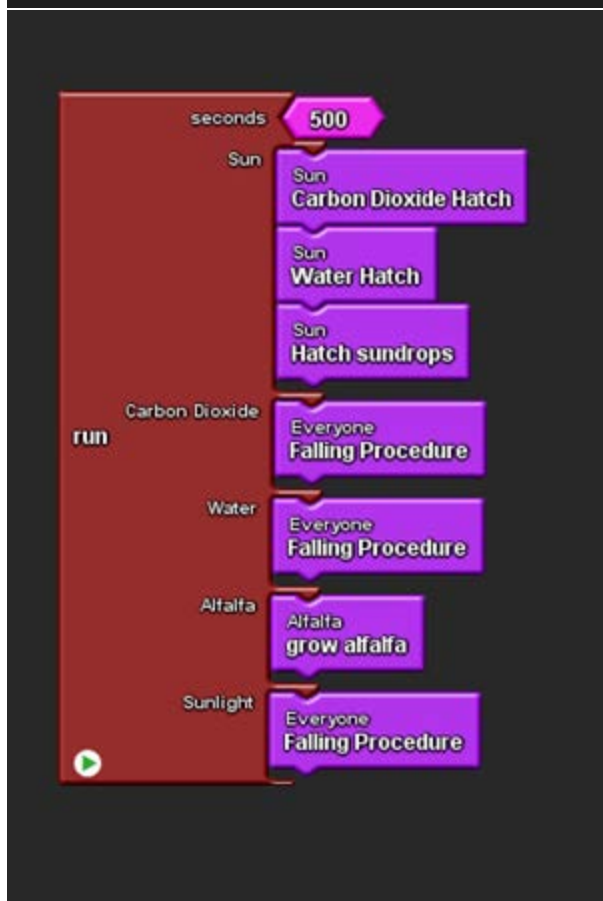 seconds 500
Sun
Sun
Carbon Dioxide Hatch
Sun
Water Hatch
Sun
Hatch sundrops
Carbon Dioxide
run
Everyone
Falling Procedure
Water
Everyone
Falling Procedure
Alfalfa
Alfalfa
grow alfalfa
Sunlight
Everyone
Falling Procedure